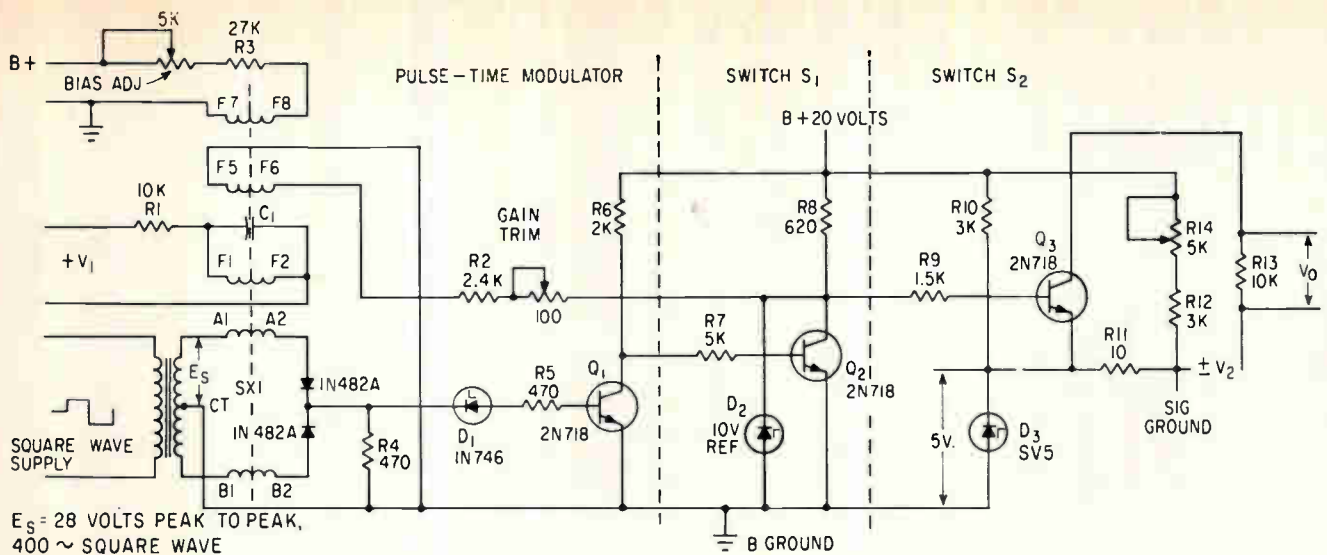 5K
27K
R3
B+
BIAS ADJ
F7 F8
PULSE-TIME MODULATOR
SWITCH S1
SWITCH S2
B+20 VOLTS
F5 F6
10K
R1
C1
F1 F2
+V1
GAIN
TRIM
R2
2.4K
100
R6
2K
R8
620
R10
3K
Q3
2N718
R14
5K
R13
10K
V0
R9
1.5K
R12
3K
R7
5K
R11
10
± V2
A1 A2
ES
SX1
CT
1N482A
1N482A
R5
470
Q1
2N718
Q2
2N718
D2
10V
REF
SIG
GROUND
SQUARE WAVE
SUPPLY
R4
470
D1
1N746
5V.
D3
SV5
B1 B2
ES = 28 VOLTS PEAK TO PEAK,
400 ~ SQUARE WAVE
B GROUND